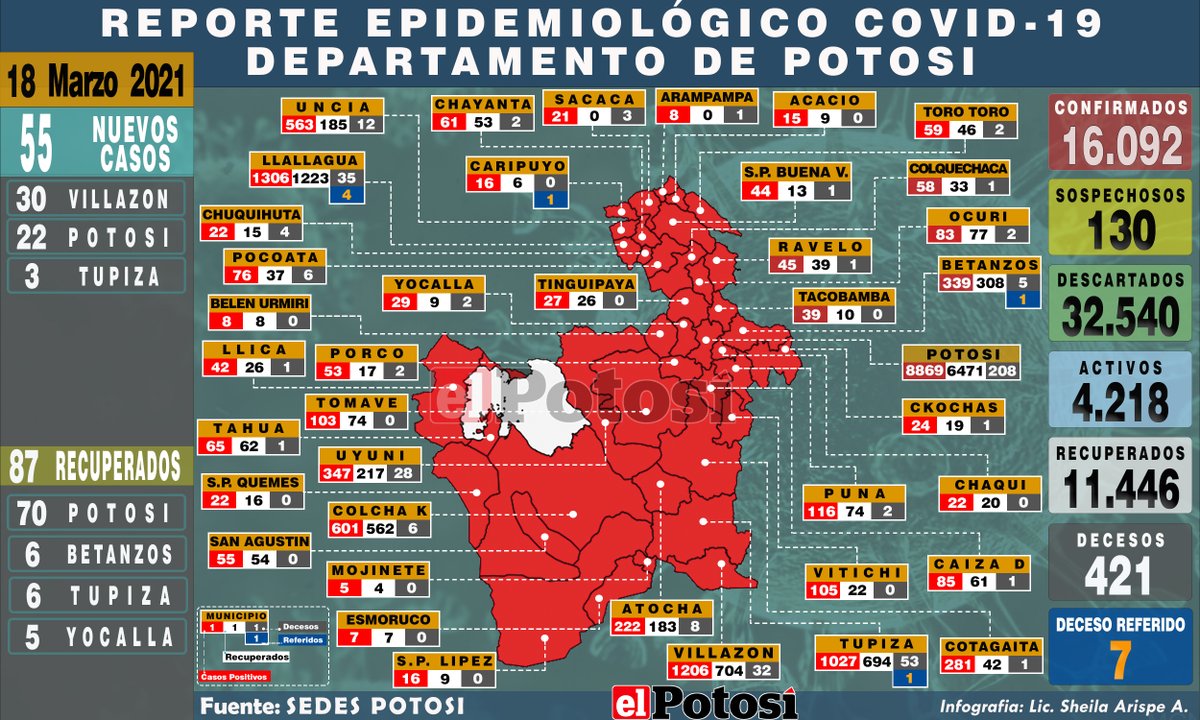 REPORTE EPIDEMIOLÓGICO COVID-19
DEPARTAMENTO DE POTOSI
18 Marzo 2021
55 NUEVOS CASOS
30 VILLAZON
22 POTOSI
3 TUPIZA
87 RECUPERADOS
70 POTOSI
6 BETANZOS
6 TUPIZA
5 YOCALLA
UNCIA
563 185 12
CHAYANTA
61 53 2
SACACA
21 0 3
ARAMPAMPA
8 0 1
ACACIO
15 9 0
TORO TORO
59 46 2
LLALLAGUA
1306 1223 35
4
CARIPUYO
16 6 0
1
S.P. BUENA V.
44 13 1
COLQUECHACA
58 33 1
CHUQUIHUTA
22 15 4
OCURI
83 77 2
POCOATA
76 37 6
RAVELO
45 39 1
YOCALLA
29 9 2
TINGUIPAYA
27 26 0
BETANZOS
339 308 5
1
BELEN URMIRI
8 8 0
TACOBAMBA
39 10 0
LLICA
42 26 1
PORCO
53 17 2
POTOSI
8869 6471 208
elPotosí
TOMAVE
103 74 0
CKOCHAS
24 19 1
TAHUA
65 62 1
UYUNI
347 217 28
S.P. QUEMES
22 16 0
CHAQUI
22 20 0
PUNA
116 74 2
COLCHA K
601 562 6
SAN AGUSTIN
55 54 0
MOJINETE
5 4 0
VITICHI
105 22 0
CAIZA D
85 61 1
ESMORUCO
7 7 0
ATOCHA
222 183 8
S.P. LIPEZ
16 9 0
VILLAZON
1206 704 32
TUPIZA
1027 694 53
1
COTAGAITA
281 42 1
MUNICIPIO
1 1 1 Decesos
1 Referidos
Recuperados
Casos Positivos
CONFIRMADOS
16.092
SOSPECHOSOS
130
DESCARTADOS
32.540
ACTIVOS
4.218
RECUPERADOS
11.446
DECESOS
421
DECESO REFERIDO
7
Fuente: SEDES POTOSI
elPotosí
Infografia: Lic. Sheila Arispe A.